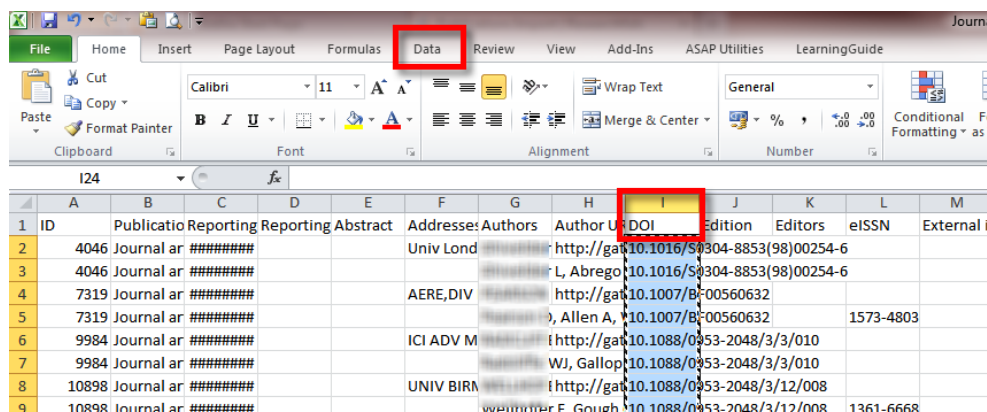 Journ
File Home Insert Page Layout Formulas Data Review View Add-Ins ASAP Utilities LearningGuide
Cut
Copy
Format Painter
Paste
Calibri 11 A A
B I U A
Wrap Text
Merge & Center
General
% , .0 .00 .00 .0
Conditional
Formatting as
Clipboard Font Alignment Number
I24 fx
A B C D E F G H I J K L M
1 ID Publicatio Reporting Reporting Abstract Addresses Authors Author UR DOI Edition Editors eISSN External i
2 4046 Journal ar ######## Univ Lond http://gat 10.1016/S0304-8853(98)00254-6
3 4046 Journal ar ######## L, Abrego 10.1016/S0304-8853(98)00254-6
4 7319 Journal ar ######## AERE,DIV http://gat 10.1007/BF00560632
5 7319 Journal ar ######## , Allen A, 10.1007/BF00560632 1573-4803
6 9984 Journal ar ######## ICI ADV M http://gat 10.1088/0953-2048/3/3/010
7 9984 Journal ar ######## WJ, Gallop 10.1088/0953-2048/3/3/010
8 10898 Journal ar ######## UNIV BIRM http://gat 10.1088/0953-2048/3/12/008
9 10898 Journal ar ######## F, Gough 10.1088/0953-2048/3/12/008 1361-6668